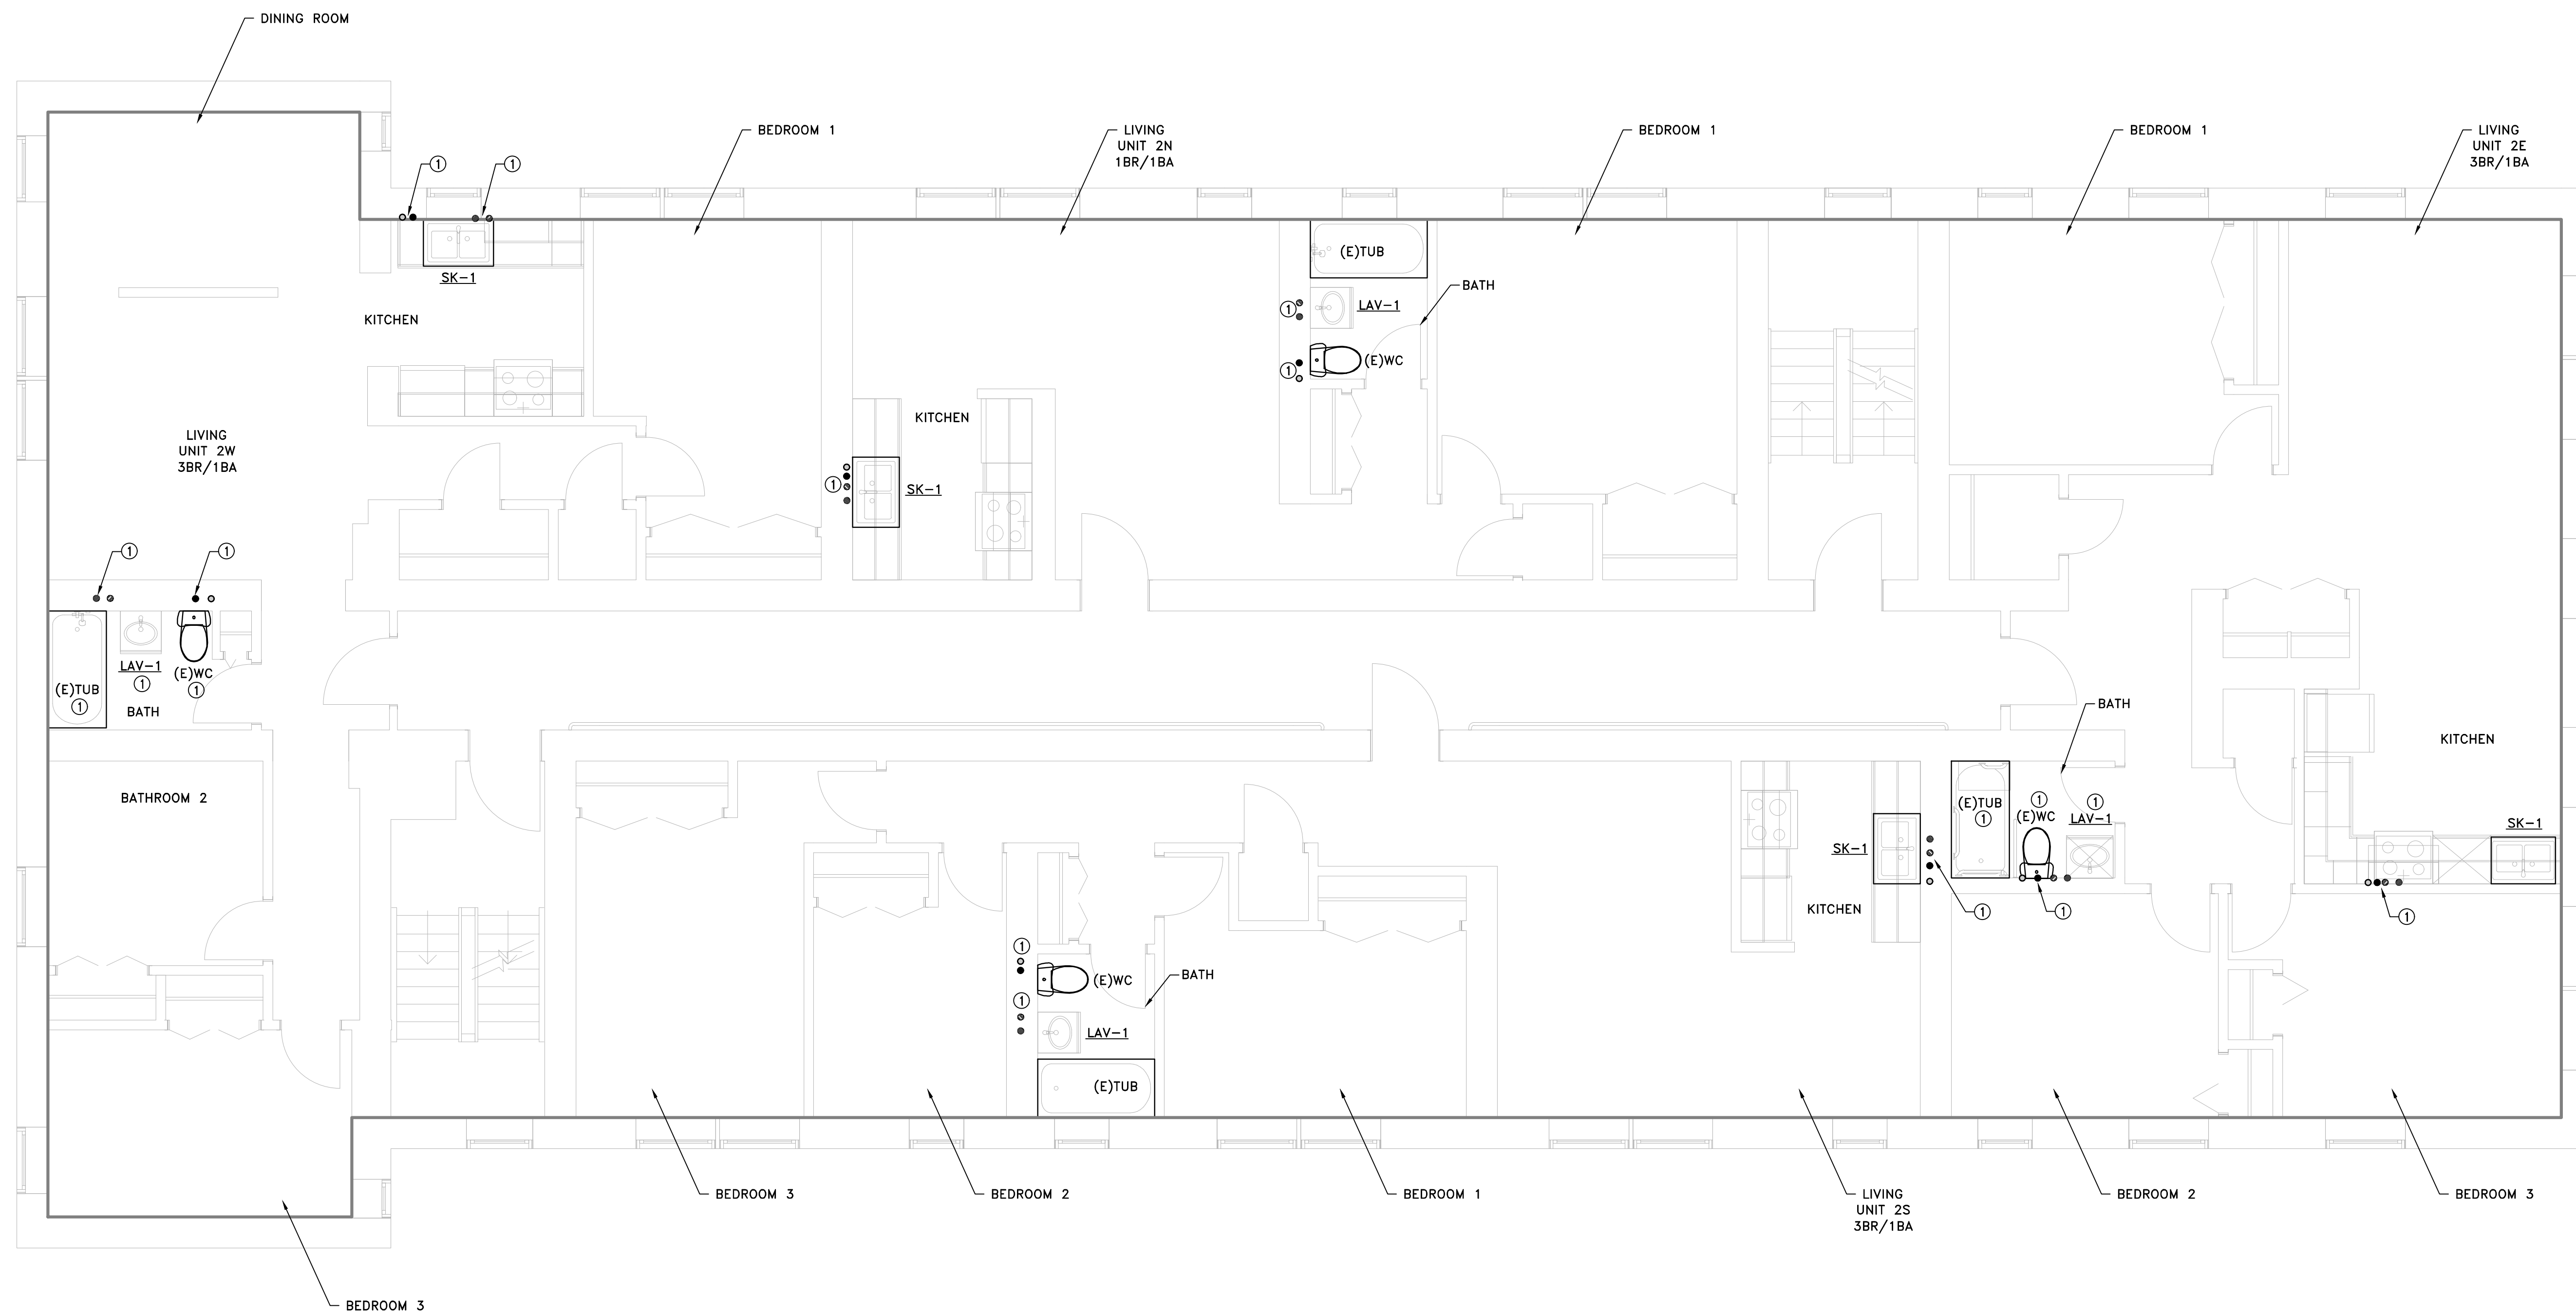 DINING ROOM
BEDROOM 1
LIVING
UNIT 2N
1BR/1BA
BEDROOM 1
BEDROOM 1
LIVING
UNIT 2E
3BR/1BA
1
1
SK-1
KITCHEN
(E)TUB
BATH
1
LAV-1
1
(E)WC
KITCHEN
LIVING
UNIT 2W
3BR/1BA
1
SK-1
1
1
LAV-1
1
(E)WC
1
(E)TUB
1
BATH
BATHROOM 2
BATH
KITCHEN
(E)TUB
1
1
(E)WC
1
LAV-1
SK-1
SK-1
KITCHEN
1
1
1
1
(E)WC
BATH
1
LAV-1
(E)TUB
BEDROOM 3
BEDROOM 2
BEDROOM 1
LIVING
UNIT 2S
3BR/1BA
BEDROOM 2
BEDROOM 3
BEDROOM 3